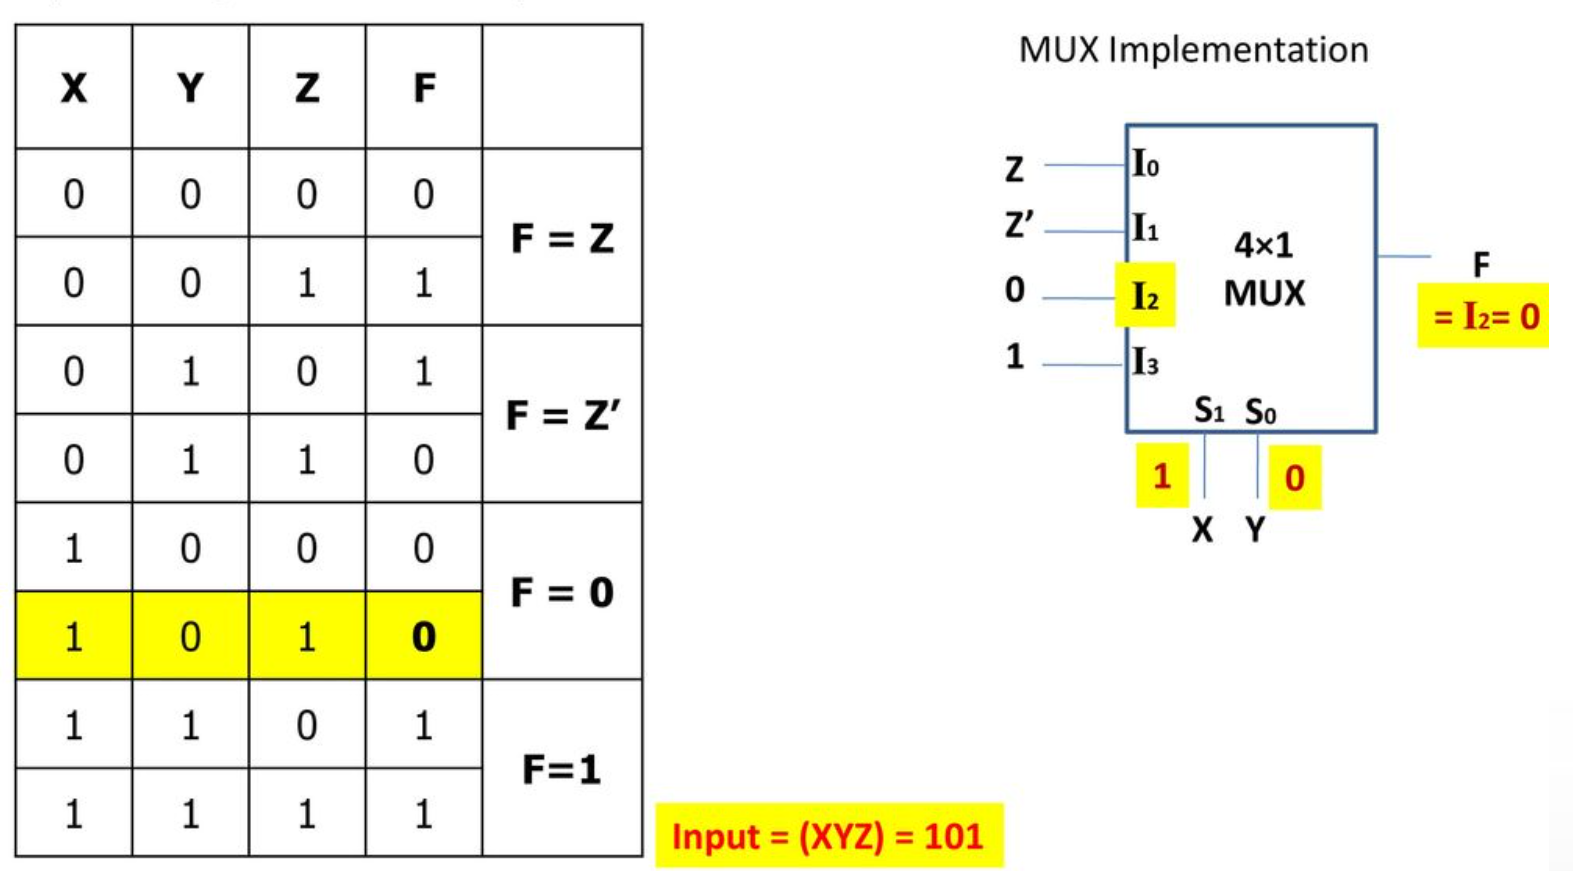 X Y Z F
0 0 0 0
F = Z
0 0 1 1
0 1 0 1
F = Z’
0 1 1 0
1 0 0 0
F = 0
1 0 1 0
1 1 0 1
F=1
1 1 1 1
Input = (XYZ) = 101
MUX Implementation
Z I0
Z’ I1
0 I2
1 I3
4×1
MUX
F
= I2= 0
S1 S0
1 0
X Y